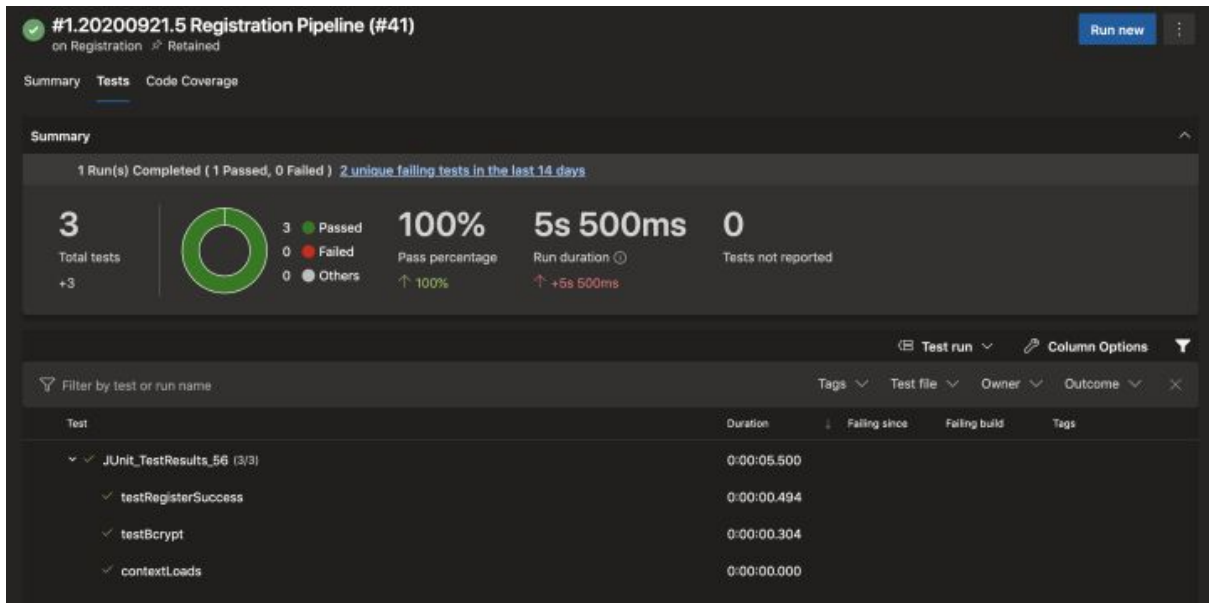 #1.20200921.5 Registration Pipeline (#41)
on Registration Retained
Run new
Summary Tests Code Coverage
Summary
1 Run(s) Completed ( 1 Passed, 0 Failed ) 2 unique failing tests in the last 14 days
3
Total tests
+3
3 Passed
0 Failed
0 Others
100%
Pass percentage
↑ 100%
5s 500ms
Run duration
↑ +5s 500ms
0
Tests not reported
Test run Column Options
Filter by test or run name Tags Test file Owner Outcome
Test Duration Failing since Failing build Tags
JUnit_TestResults_56 (3/3) 0:00:05.500
testRegisterSuccess 0:00:00.494
testBcrypt 0:00:00.304
contextLoads 0:00:00.000